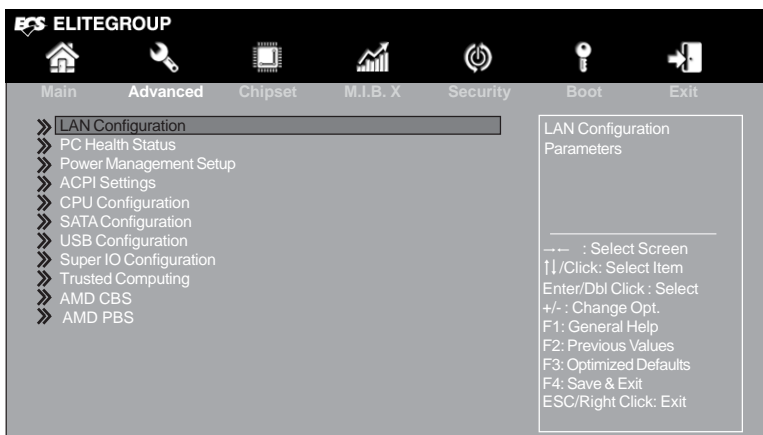 ECS ELITEGROUP
Main Advanced Chipset M.I.B. X Security Boot Exit
LAN Configuration
PC Health Status
Power Management Setup
ACPI Settings
CPU Configuration
SATA Configuration
USB Configuration
Super IO Configuration
Trusted Computing
AMD CBS
AMD PBS
LAN Configuration
Parameters
→← : Select Screen
↑↓/Click: Select Item
Enter/Dbl Click : Select
+/- : Change Opt.
F1: General Help
F2: Previous Values
F3: Optimized Defaults
F4: Save & Exit
ESC/Right Click: Exit